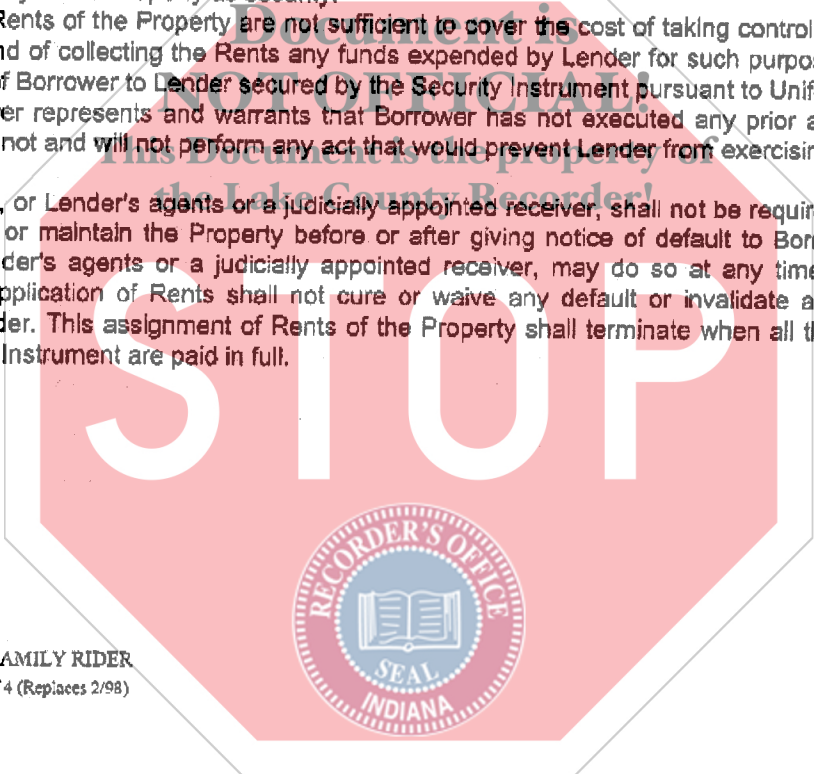 Rents of the Property are not sufficient to cover the cost of taking control
nd of collecting the Rents any funds expended by Lender for such purpos
f Borrower to Lender secured by the Security Instrument pursuant to Unif
er represents and warrants that Borrower has not executed any prior a
not and will not perform any act that would prevent Lender from exercisin
, or Lender's agents or a judicially appointed receiver, shall not be requir
or maintain the Property before or after giving notice of default to Borr
der's agents or a judicially appointed receiver, may do so at any time
pplication of Rents shall not cure or waive any default or invalidate a
der. This assignment of Rents of the Property shall terminate when all th
Instrument are paid in full.
Document is
NOT OFFICIAL!
This Document is the property of
the Lake County Recorder!
STOP
RECORDER'S OFFICE
SEAL
INDIANA
AMILY RIDER
4 (Replaces 2/98)